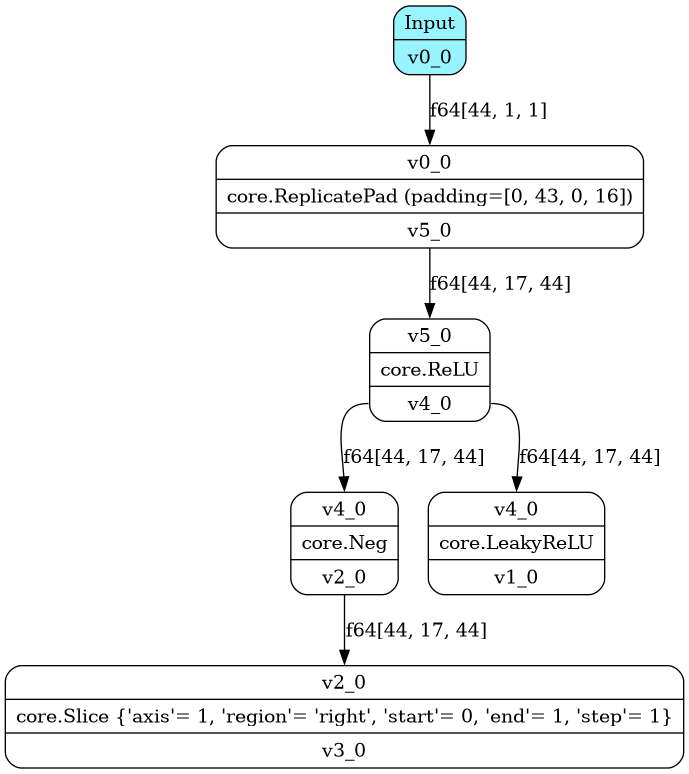 Input
v0_0
f64[44, 1, 1]
v0_0
core.ReplicatePad (padding=[0, 43, 0, 16])
v5_0
f64[44, 17, 44]
v5_0
core.ReLU
v4_0
f64[44, 17, 44]
f64[44, 17, 44]
v4_0
core.Neg
v2_0
v4_0
core.LeakyReLU
v1_0
f64[44, 17, 44]
v2_0
core.Slice {'axis'= 1, 'region'= 'right', 'start'= 0, 'end'= 1, 'step'= 1}
v3_0